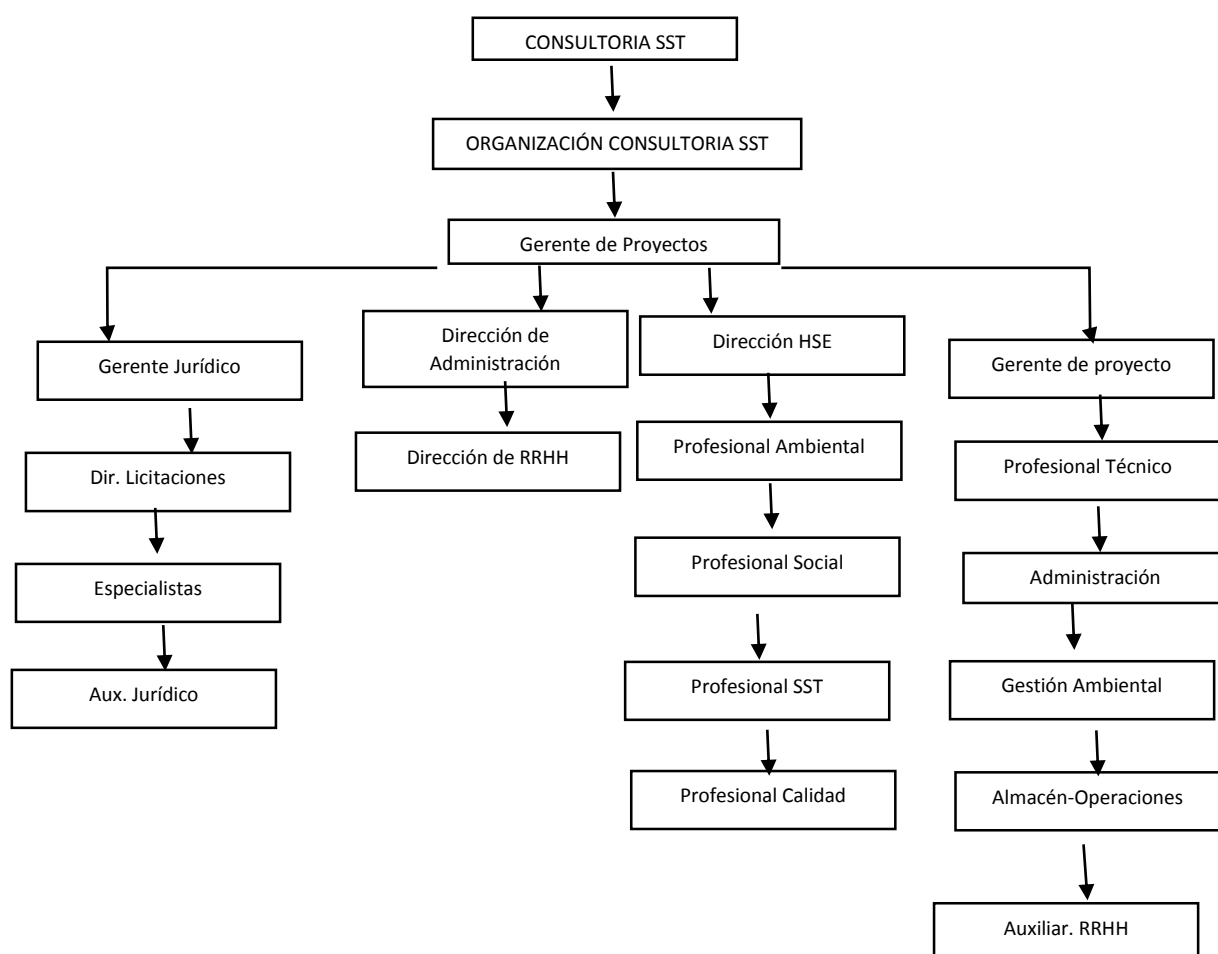 CONSULTORIA SST
ORGANIZACIÓN CONSULTORIA SST
Gerente de Proyectos
Gerente Jurídico
Dir. Licitaciones
Especialistas
Aux. Jurídico
Dirección de
Administración
Dirección de RRHH
Dirección HSE
Profesional Ambiental
Profesional Social
Profesional SST
Profesional Calidad
Gerente de proyecto
Profesional Técnico
Administración
Gestión Ambiental
Almacén-Operaciones
Auxiliar. RRHH